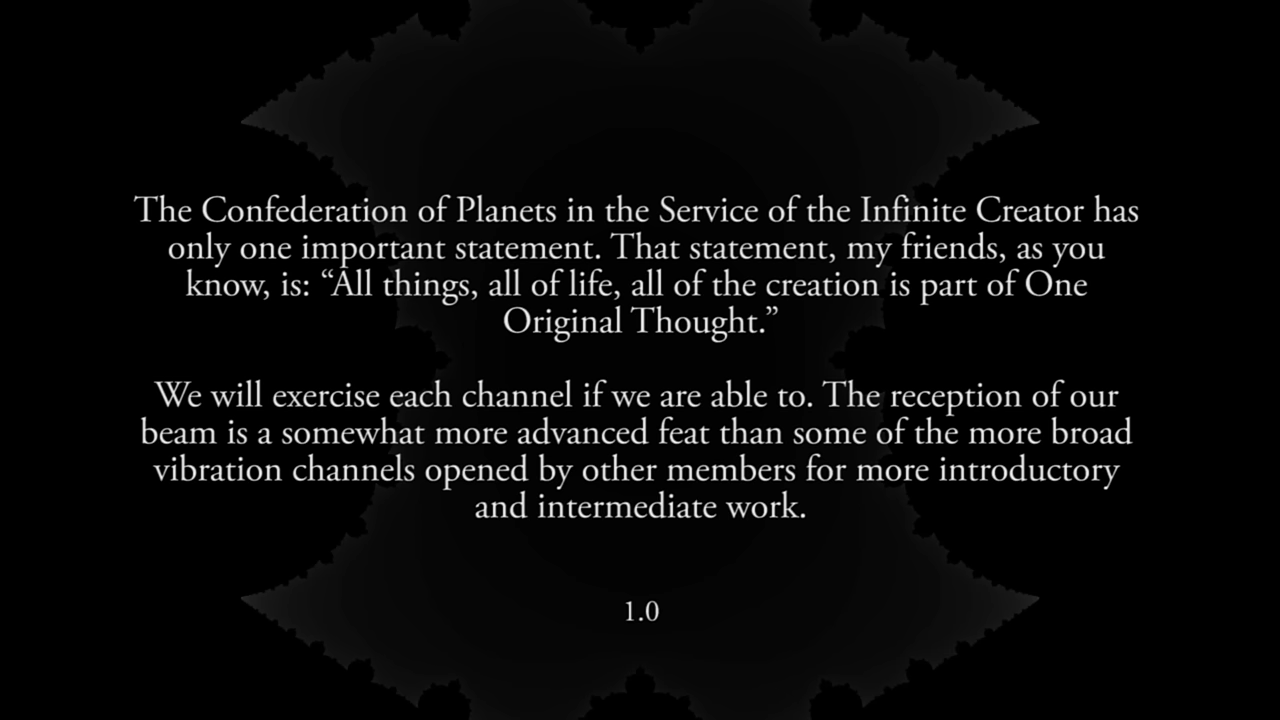 The Confederation of Planets in the Service of the Infinite Creator has
only one important statement. That statement, my friends, as you
know, is: “All things, all of life, all of the creation is part of One
Original Thought.”
We will exercise each channel if we are able to. The reception of our
beam is a somewhat more advanced feat than some of the more broad
vibration channels opened by other members for more introductory
and intermediate work.
1.0